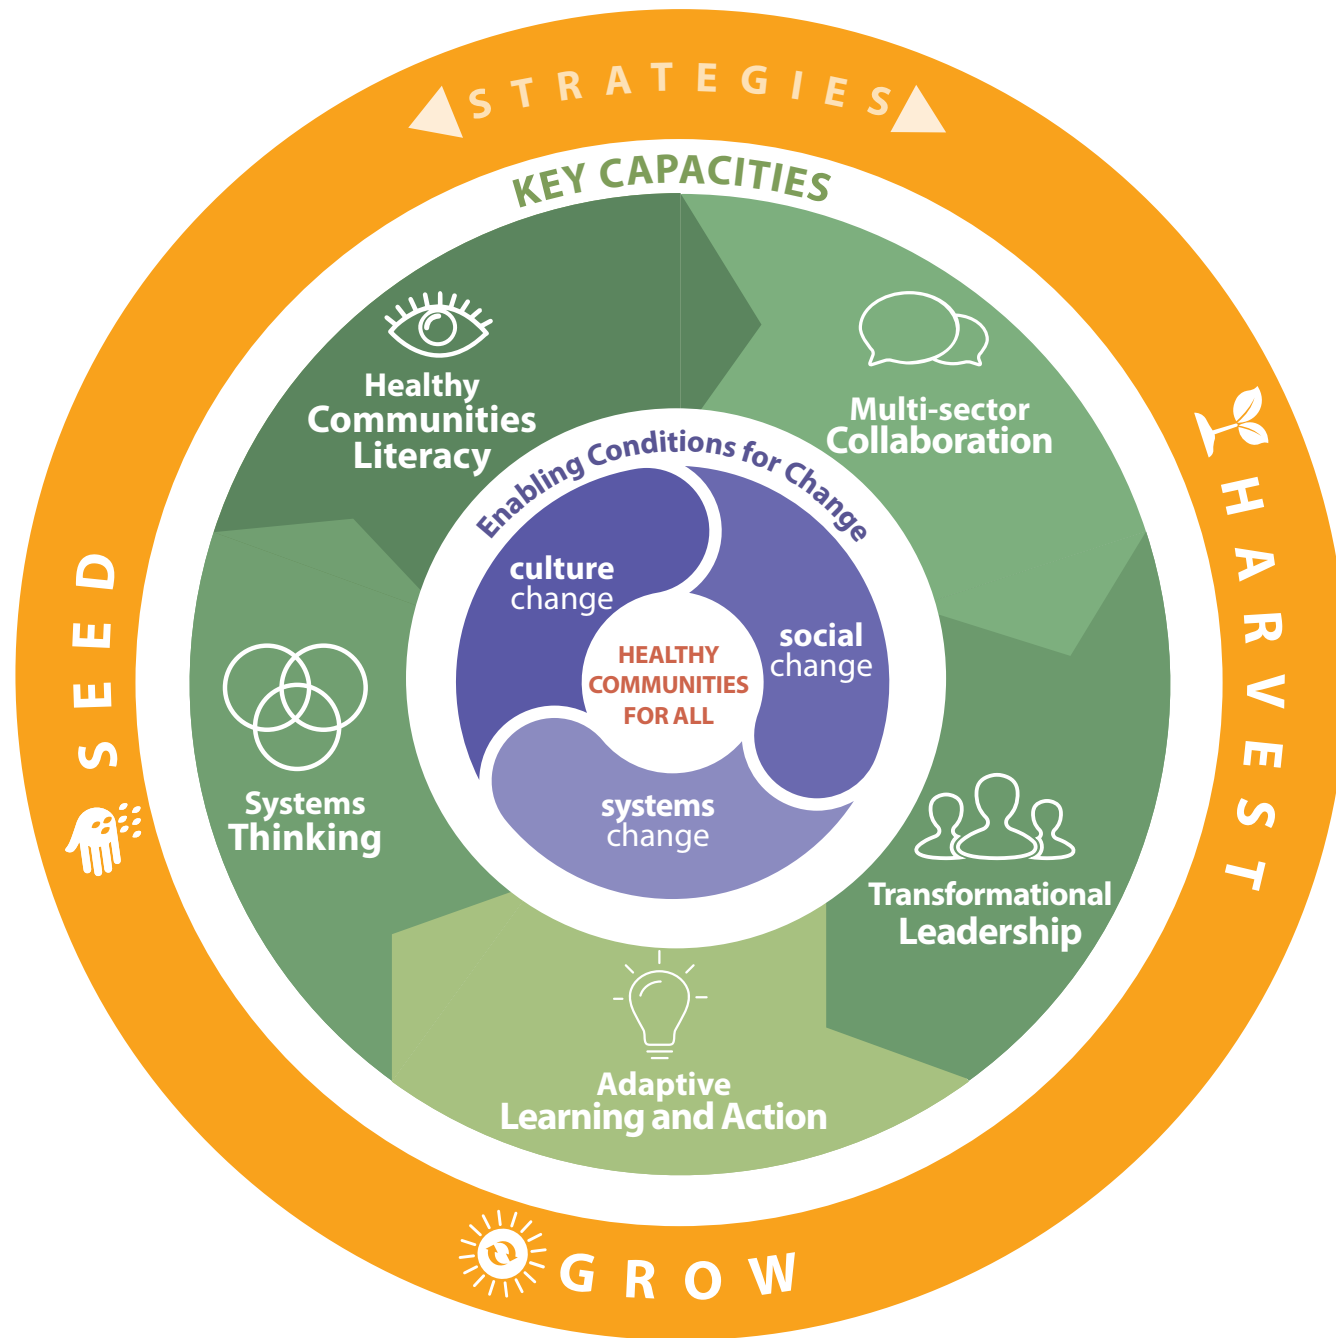 STRATEGIES
KEY CAPACITIES
Healthy
Communities
Literacy
Multi-sector
Collaboration
Enabling Conditions for Change
culture
change
social
change
HEALTHY
COMMUNITIES
FOR ALL
systems
change
Systems
Thinking
Transformational
Leadership
Adaptive
Learning and Action
SEED
HARVEST
GROW